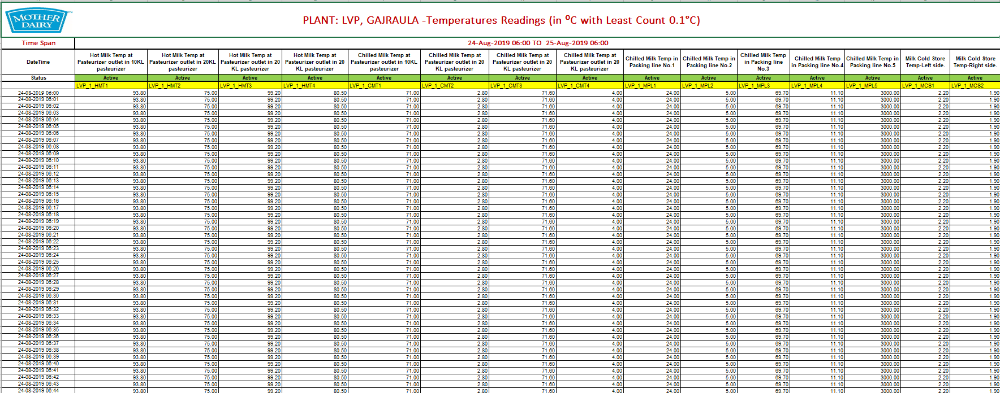 MOTHER DAIRY
PLANT: LVP, GAJRAULA -Temperatures Readings (in ⁰C with Least Count 0.1°C)
Time Span 24-Aug-2019 06:00 TO 25-Aug-2019 06:00
DateTime Hot Milk Temp at Pasteurizer outlet in 10KL pasteurizer Hot Milk Temp at Pasteurizer outlet in 20KL pasteurizer Hot Milk Temp at Pasteurizer outlet in 20 KL pasteurizer Hot Milk Temp at Pasteurizer outlet in 20 KL pasteurizer Chilled Milk Temp at Pasteurizer outlet in 10KL pasteurizer Chilled Milk Temp at Pasteurizer outlet in 20 KL pasteurizer Chilled Milk Temp at Pasteurizer outlet in 20 KL pasteurizer Chilled Milk Temp at Pasteurizer outlet in 20 KL pasteurizer Chilled Milk Temp in Packing line No.1 Chilled Milk Temp in Packing line No.2 Chilled Milk Temp in Packing line No.3 Chilled Milk Temp in Packing line No.4 Chilled Milk Temp in Packing line No.5 Milk Cold Store Temp-Left side. Milk Cold Store Temp-Right side.
Status Active Active Active Active Active Active Active Active Active Active Active Active Active Active Active
LVP_1_HMT1 LVP_1_HMT2 LVP_1_HMT3 LVP_1_HMT4 LVP_1_CMT1 LVP_1_CMT2 LVP_1_CMT3 LVP_1_CMT4 LVP_1_MPL1 LVP_1_MPL2 LVP_1_MPL3 LVP_1_MPL4 LVP_1_MPL5 LVP_1_MCS1 LVP_1_MCS2
24-08-2019 06:00 93.80 75.00 99.20 80.50 71.00 2.80 71.60 4.00 24.00 5.00 69.70 11.10 3000.00 2.20 1.90
24-08-2019 06:01 93.80 75.00 99.20 80.50 71.00 2.80 71.60 4.00 24.00 5.00 69.70 11.10 3000.00 2.20 1.90
24-08-2019 06:02 93.80 75.00 99.20 80.50 71.00 2.80 71.60 4.00 24.00 5.00 69.70 11.10 3000.00 2.20 1.90
24-08-2019 06:03 93.80 75.00 99.20 80.50 71.00 2.80 71.60 4.00 24.00 5.00 69.70 11.10 3000.00 2.20 1.90
24-08-2019 06:04 93.80 75.00 99.20 80.50 71.00 2.80 71.60 4.00 24.00 5.00 69.70 11.10 3000.00 2.20 1.90
24-08-2019 06:05 93.80 75.00 99.20 80.50 71.00 2.80 71.60 4.00 24.00 5.00 69.70 11.10 3000.00 2.20 1.90
24-08-2019 06:06 93.80 75.00 99.20 80.50 71.00 2.80 71.60 4.00 24.00 5.00 69.70 11.10 3000.00 2.20 1.90
24-08-2019 06:07 93.80 75.00 99.20 80.50 71.00 2.80 71.60 4.00 24.00 5.00 69.70 11.10 3000.00 2.20 1.90
24-08-2019 06:08 93.80 75.00 99.20 80.50 71.00 2.80 71.60 4.00 24.00 5.00 69.70 11.10 3000.00 2.20 1.90
24-08-2019 06:09 93.80 75.00 99.20 80.50 71.00 2.80 71.60 4.00 24.00 5.00 69.70 11.10 3000.00 2.20 1.90
24-08-2019 06:10 93.80 75.00 99.20 80.50 71.00 2.80 71.60 4.00 24.00 5.00 69.70 11.10 3000.00 2.20 1.90
24-08-2019 06:11 93.80 75.00 99.20 80.50 71.00 2.80 71.60 4.00 24.00 5.00 69.70 11.10 3000.00 2.20 1.90
24-08-2019 06:12 93.80 75.00 99.20 80.50 71.00 2.80 71.60 4.00 24.00 5.00 69.70 11.10 3000.00 2.20 1.90
24-08-2019 06:13 93.80 75.00 99.20 80.50 71.00 2.80 71.60 4.00 24.00 5.00 69.70 11.10 3000.00 2.20 1.90
24-08-2019 06:14 93.80 75.00 99.20 80.50 71.00 2.80 71.60 4.00 24.00 5.00 69.70 11.10 3000.00 2.20 1.90
24-08-2019 06:15 93.80 75.00 99.20 80.50 71.00 2.80 71.60 4.00 24.00 5.00 69.70 11.10 3000.00 2.20 1.90
24-08-2019 06:16 93.80 75.00 99.20 80.50 71.00 2.80 71.60 4.00 24.00 5.00 69.70 11.10 3000.00 2.20 1.90
24-08-2019 06:17 93.80 75.00 99.20 80.50 71.00 2.80 71.60 4.00 24.00 5.00 69.70 11.10 3000.00 2.20 1.90
24-08-2019 06:18 93.80 75.00 99.20 80.50 71.00 2.80 71.60 4.00 24.00 5.00 69.70 11.10 3000.00 2.20 1.90
24-08-2019 06:19 93.80 75.00 99.20 80.50 71.00 2.80 71.60 4.00 24.00 5.00 69.70 11.10 3000.00 2.20 1.90
24-08-2019 06:20 93.80 75.00 99.20 80.50 71.00 2.80 71.60 4.00 24.00 5.00 69.70 11.10 3000.00 2.20 1.90
24-08-2019 06:21 93.80 75.00 99.20 80.50 71.00 2.80 71.60 4.00 24.00 5.00 69.70 11.10 3000.00 2.20 1.90
24-08-2019 06:22 93.80 75.00 99.20 80.50 71.00 2.80 71.60 4.00 24.00 5.00 69.70 11.10 3000.00 2.20 1.90
24-08-2019 06:23 93.80 75.00 99.20 80.50 71.00 2.80 71.60 4.00 24.00 5.00 69.70 11.10 3000.00 2.20 1.90
24-08-2019 06:24 93.80 75.00 99.20 80.50 71.00 2.80 71.60 4.00 24.00 5.00 69.70 11.10 3000.00 2.20 1.90
24-08-2019 06:25 93.80 75.00 99.20 80.50 71.00 2.80 71.60 4.00 24.00 5.00 69.70 11.10 3000.00 2.20 1.90
24-08-2019 06:26 93.80 75.00 99.20 80.50 71.00 2.80 71.60 4.00 24.00 5.00 69.70 11.10 3000.00 2.20 1.90
24-08-2019 06:27 93.80 75.00 99.20 80.50 71.00 2.80 71.60 4.00 24.00 5.00 69.70 11.10 3000.00 2.20 1.90
24-08-2019 06:28 93.80 75.00 99.20 80.50 71.00 2.80 71.60 4.00 24.00 5.00 69.70 11.10 3000.00 2.20 1.90
24-08-2019 06:29 93.80 75.00 99.20 80.50 71.00 2.80 71.60 4.00 24.00 5.00 69.70 11.10 3000.00 2.20 1.90
24-08-2019 06:30 93.80 75.00 99.20 80.50 71.00 2.80 71.60 4.00 24.00 5.00 69.70 11.10 3000.00 2.20 1.90
24-08-2019 06:31 93.80 75.00 99.20 80.50 71.00 2.80 71.60 4.00 24.00 5.00 69.70 11.10 3000.00 2.20 1.90
24-08-2019 06:32 93.80 75.00 99.20 80.50 71.00 2.80 71.60 4.00 24.00 5.00 69.70 11.10 3000.00 2.20 1.90
24-08-2019 06:33 93.80 75.00 99.20 80.50 71.00 2.80 71.60 4.00 24.00 5.00 69.70 11.10 3000.00 2.20 1.90
24-08-2019 06:34 93.80 75.00 99.20 80.50 71.00 2.80 71.60 4.00 24.00 5.00 69.70 11.10 3000.00 2.20 1.90
24-08-2019 06:35 93.80 75.00 99.20 80.50 71.00 2.80 71.60 4.00 24.00 5.00 69.70 11.10 3000.00 2.20 1.90
24-08-2019 06:36 93.80 75.00 99.20 80.50 71.00 2.80 71.60 4.00 24.00 5.00 69.70 11.10 3000.00 2.20 1.90
24-08-2019 06:37 93.80 75.00 99.20 80.50 71.00 2.80 71.60 4.00 24.00 5.00 69.70 11.10 3000.00 2.20 1.90
24-08-2019 06:38 93.80 75.00 99.20 80.50 71.00 2.80 71.60 4.00 24.00 5.00 69.70 11.10 3000.00 2.20 1.90
24-08-2019 06:39 93.80 75.00 99.20 80.50 71.00 2.80 71.60 4.00 24.00 5.00 69.70 11.10 3000.00 2.20 1.90
24-08-2019 06:40 93.80 75.00 99.20 80.50 71.00 2.80 71.60 4.00 24.00 5.00 69.70 11.10 3000.00 2.20 1.90
24-08-2019 06:41 93.80 75.00 99.20 80.50 71.00 2.80 71.60 4.00 24.00 5.00 69.70 11.10 3000.00 2.20 1.90
24-08-2019 06:42 93.80 75.00 99.20 80.50 71.00 2.80 71.60 4.00 24.00 5.00 69.70 11.10 3000.00 2.20 1.90
24-08-2019 06:43 93.80 75.00 99.20 80.50 71.00 2.80 71.60 4.00 24.00 5.00 69.70 11.10 3000.00 2.20 1.90
24-08-2019 06:44 93.80 75.00 99.20 80.50 71.00 2.80 71.60 4.00 24.00 5.00 69.70 11.10 3000.00 2.20 1.90